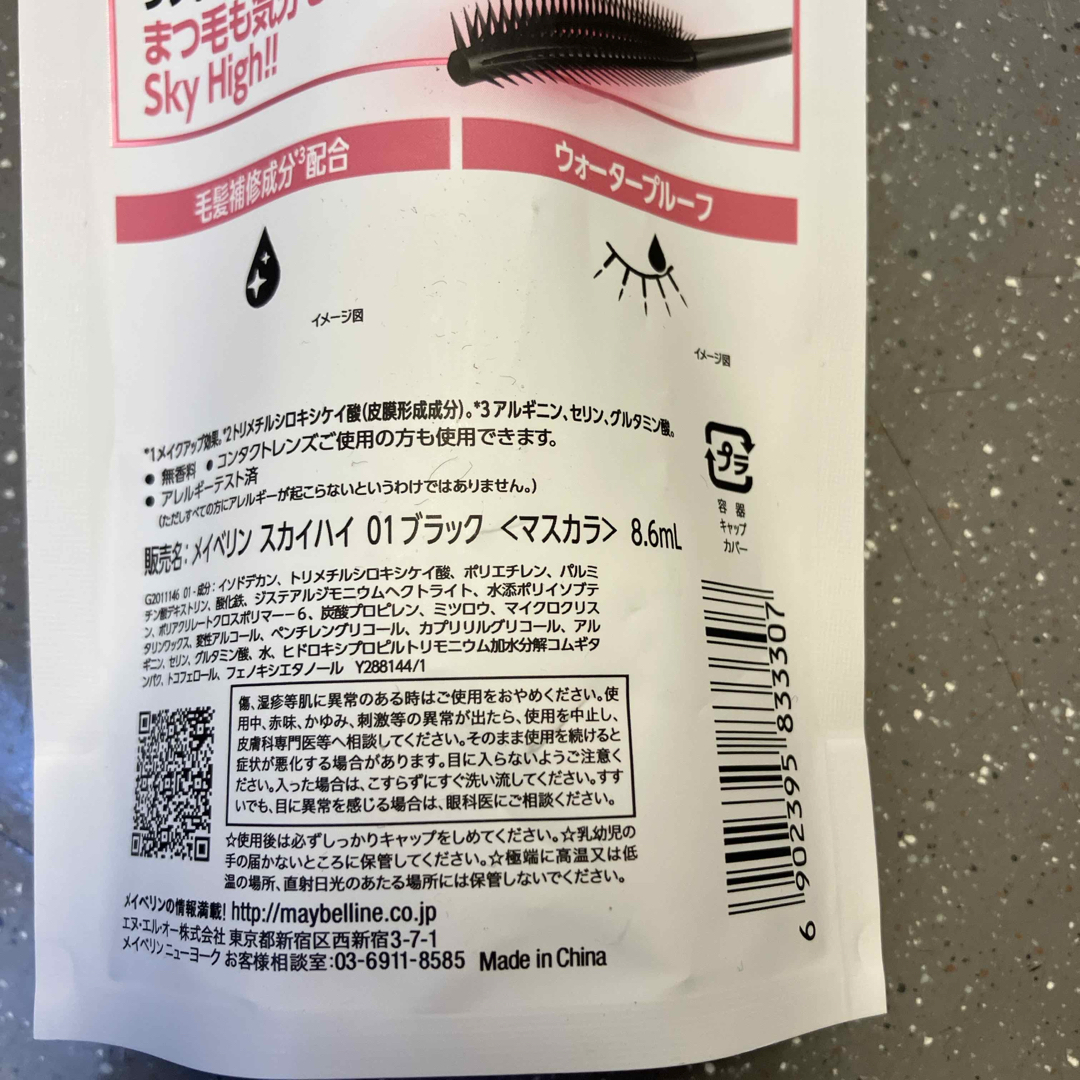 まつ毛も気分も
Sky High!!
毛髪補修成分*3配合
ウォータープルーフ
イメージ図
イメージ図
*1メイクアップ効果。*2トリメチルシロキシケイ酸(皮膜形成成分)。*3 アルギニン、セリン、グルタミン酸。
● 無香料 ● コンタクトレンズご使用の方も使用できます。
● アレルギーテスト済
(ただしすべての方にアレルギーが起こらないというわけではありません。)
プラ
容器
キャップ
カバー
販売名:メイベリン スカイハイ 01ブラック <マスカラ> 8.6mL
G2011146 01 - 成分:イソドデカン、トリメチルシロキシケイ酸、ポリエチレン、パルミ
チン酸デキストリン、酸化鉄、ジステアルジモニウムヘクトライト、水添ポリイソブテ
ン、ポリアクリレートクロスポリマー-6、炭酸プロピレン、ミツロウ、マイクロクリス
タリンワックス、変性アルコール、ペンチレングリコール、カプリリルグリコール、アル
ギニン、セリン、グルタミン酸、水、ヒドロキシプロピルトリモニウム加水分解コムギタ
ンパク、トコフェロール、フェノキシエタノール Y288144/1
傷、湿疹等肌に異常のある時はご使用をおやめください。使
用中、赤味、かゆみ、刺激等の異常が出たら、使用を中止し、
皮膚科専門医等へ相談してください。そのまま使用を続けると
症状が悪化する場合があります。目に入らないようご注意く
ださい。入った場合は、こすらずにすぐ洗い流してください。すす
いでも、目に異常を感じる場合は、眼科医にご相談ください。
☆使用後は必ずしっかりキャップをしめてください。☆乳幼児の
手の届かないところに保管してください。☆極端に高温又は低
温の場所、直射日光のあたる場所には保管しないでください。
メイベリンの情報満載! http://maybelline.co.jp
エヌ・エル・オー株式会社 東京都新宿区西新宿3-7-1
メイベリン ニューヨーク お客様相談室:03-6911-8585 Made in China
6 902395 833307